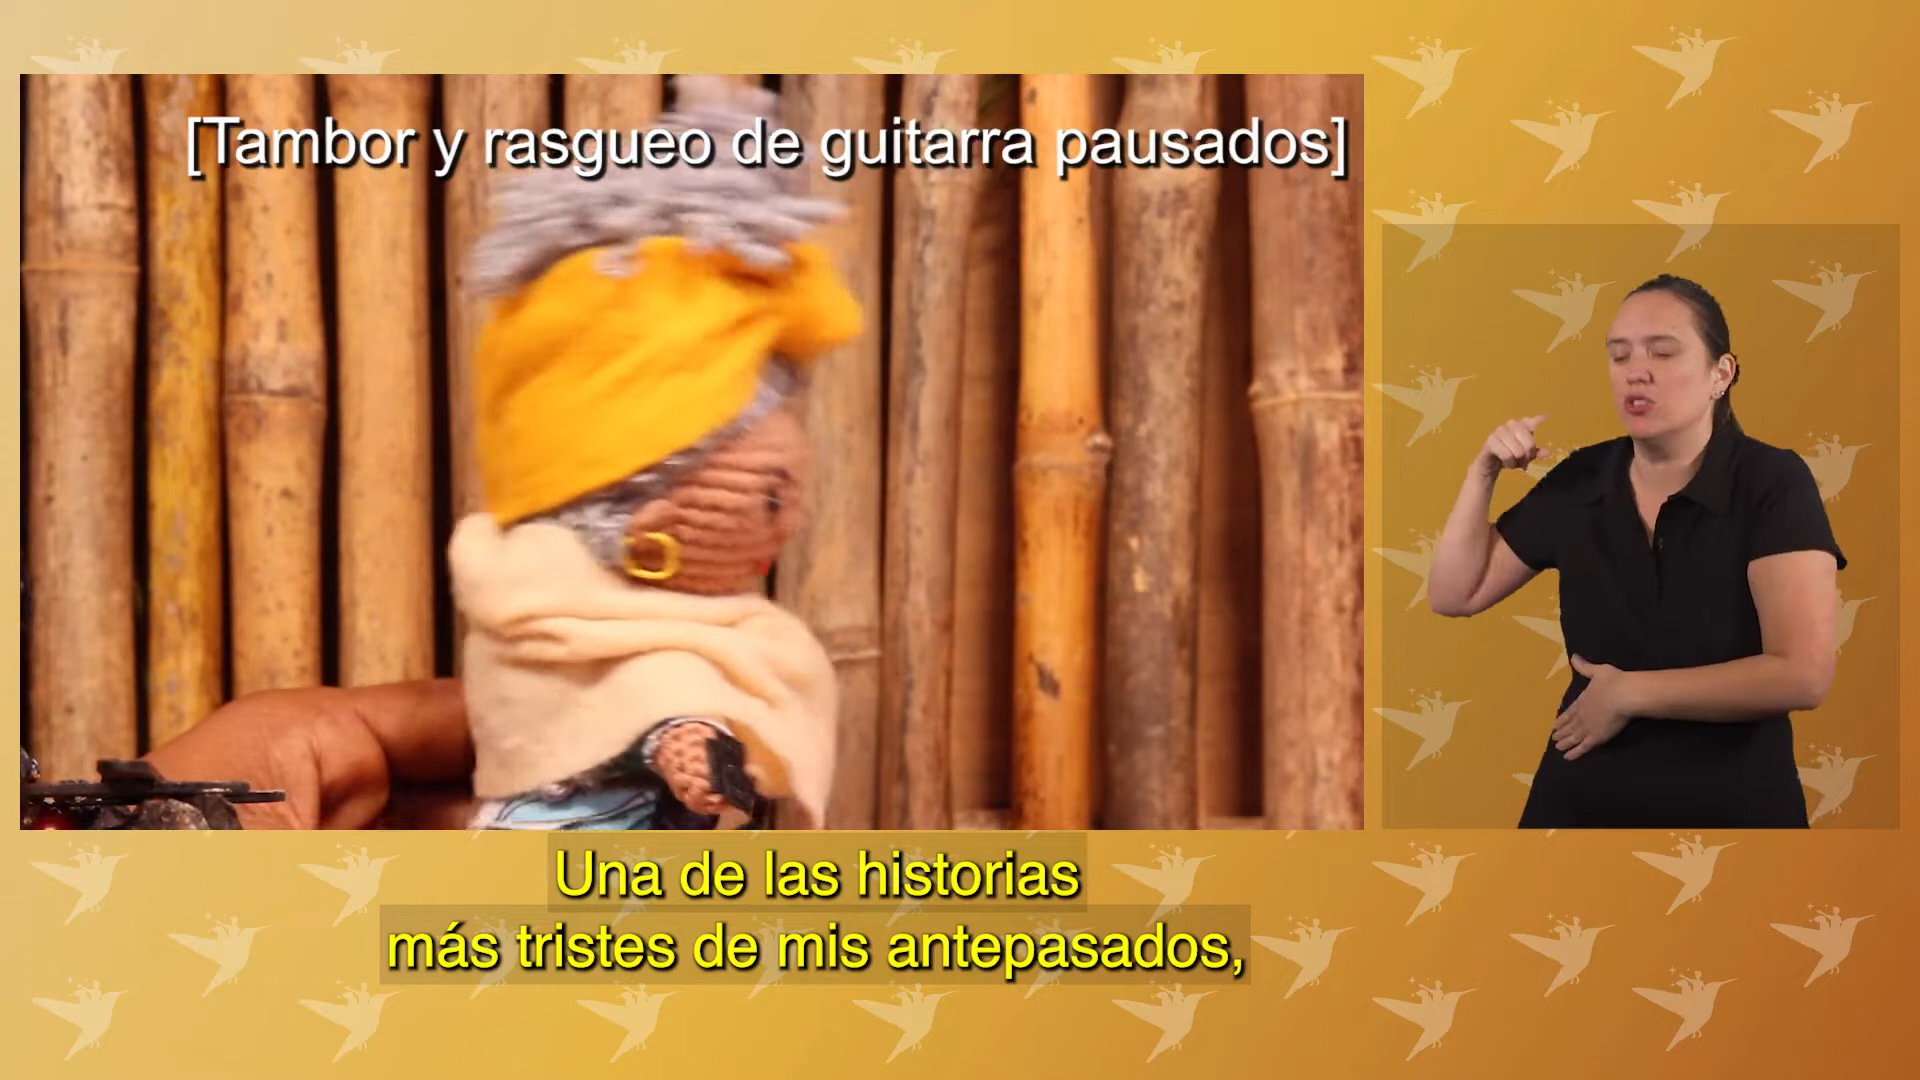 [Tambor y rasgueo de guitarra pausados]
Una de las historias
más tristes de mis antepasados,